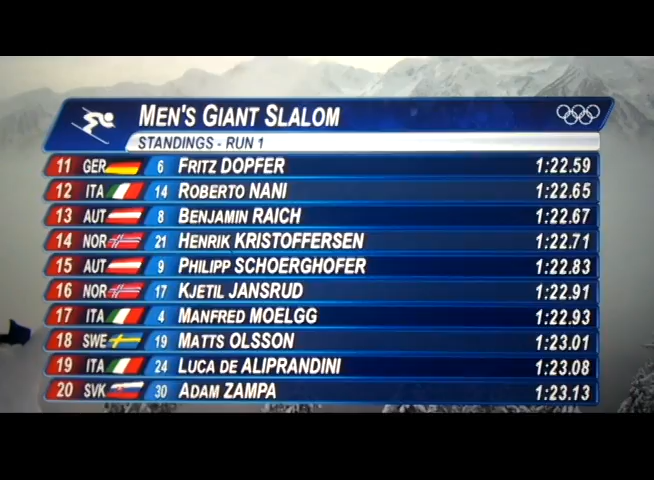 MEN'S GIANT SLALOM
STANDINGS - RUN 1
11 GER 6 FRITZ DOPFER 1:22.59
12 ITA 14 ROBERTO NANI 1:22.65
13 AUT 8 BENJAMIN RAICH 1:22.67
14 NOR 21 HENRIK KRISTOFFERSEN 1:22.71
15 AUT 9 PHILIPP SCHOERGHOFER 1:22.83
16 NOR 17 KJETIL JANSRUD 1:22.91
17 ITA 4 MANFRED MOELGG 1:22.93
18 SWE 19 MATTS OLSSON 1:23.01
19 ITA 24 LUCA DE ALIPRANDINI 1:23.08
20 SVK 30 ADAM ZAMPA 1:23.13